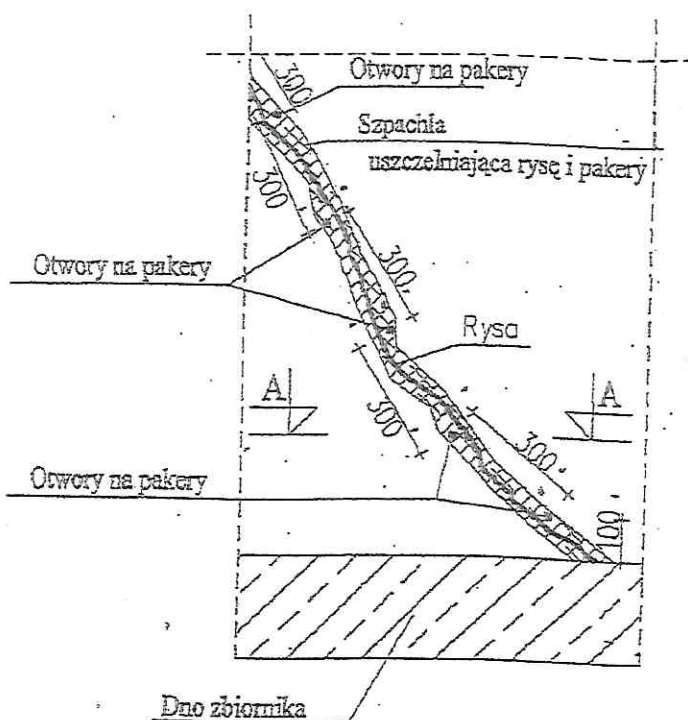 300
Otwory na pakery
Szpachla
uszczelniająca rysę i pakery
300
Otwory na pakery
300
Rysa
A
A
300
300
Otwory na pakery
100
Dno zbiornika